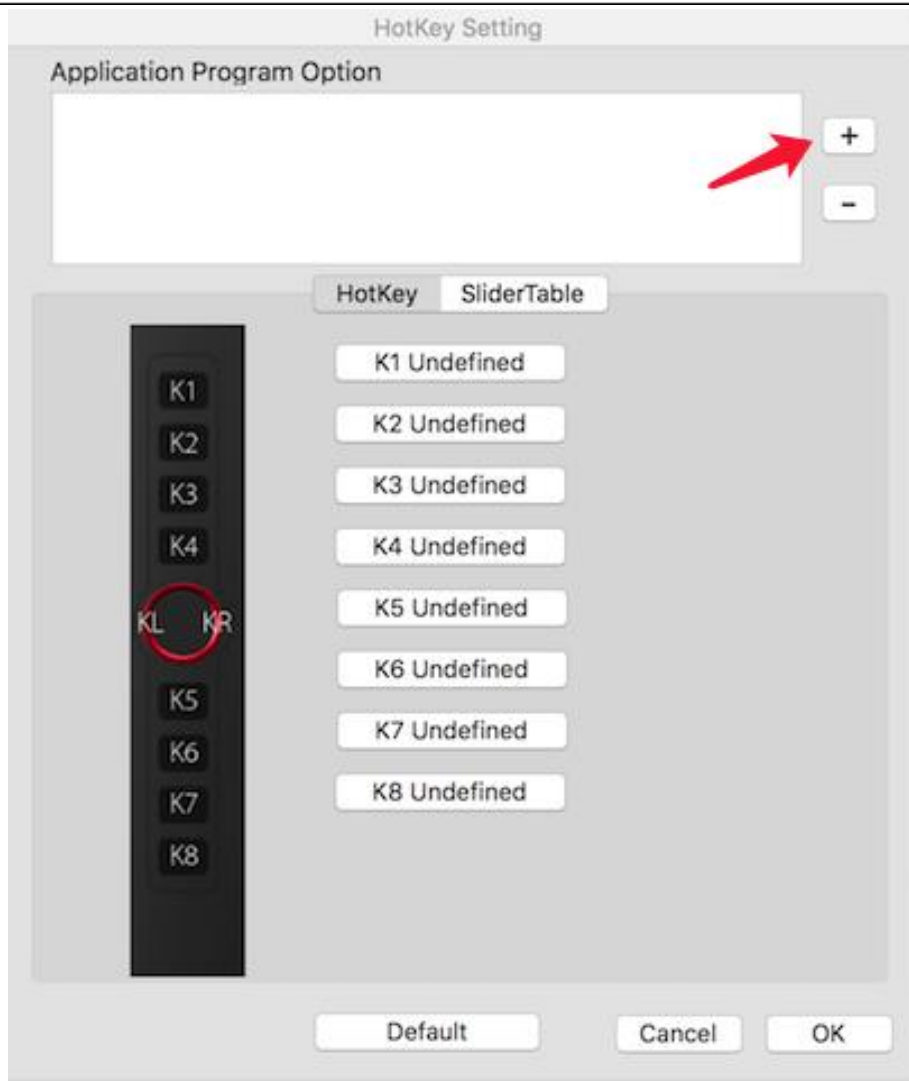 HotKey Setting
Application Program Option
+
-
HotKey SliderTable
K1
K2
K3
K4
KL KR
K5
K6
K7
K8
K1 Undefined
K2 Undefined
K3 Undefined
K4 Undefined
K5 Undefined
K6 Undefined
K7 Undefined
K8 Undefined
Default Cancel OK